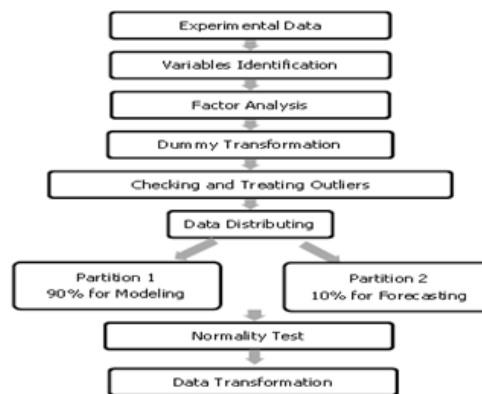 Experimental Data
Variables Identification
Factor Analysis
Dummy Transformation
Checking and Treating Outliers
Data Distributing
Partition 1
90% for Modeling
Partition 2
10% for Forecasting
Normality Test
Data Transformation